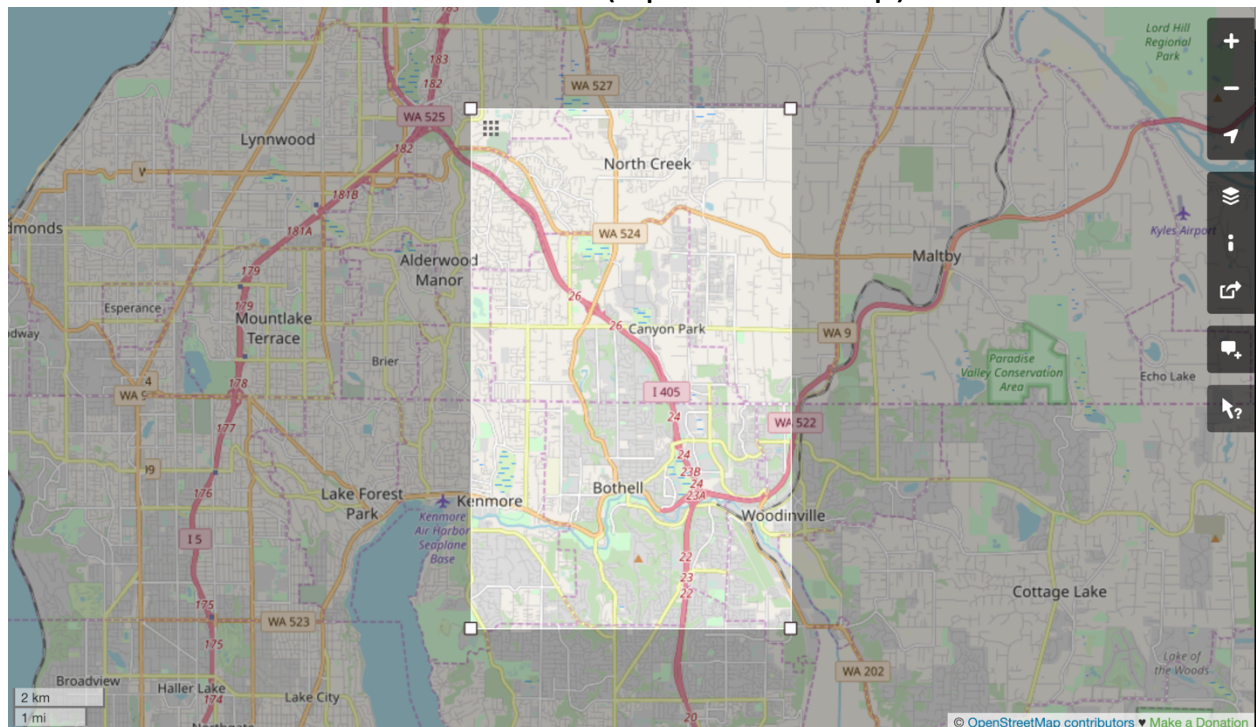 Lord Hill
Regional
Park
183
182
WA 527
WA 525
182
Lynnwood
North Creek
W
181B
181A
WA 524
Kyles Airport
dmonds
Alderwood
Manor
Maltby
179
26
179
Esperance
Mountlake
Terrace
26
Canyon Park
WA 9
dway
Brier
Paradise
Valley Conservation
Area
Echo Lake
178
4
WA 9
I 405
24
WA 522
177
24
23B
24
23A
I9
176
Lake Forest
Park
Kenmore
Bothell
Woodinville
Kenmore
Air Harbor
Seaplane
Base
I 5
22
23
22
Cottage Lake
175
WA 523
175
Lake of
the Woods
WA 202
Broadview
Haller Lake
174
Lake City
20
2 km
1 mi
© OpenStreetMap contributors ♥ Make a Donation